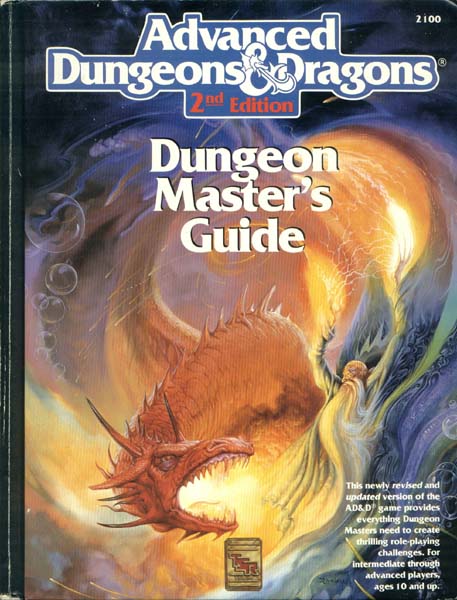 2100
Advanced
Dungeons & Dragons®
2nd Edition
Dungeon
Master's
Guide
This newly revised and
updated version of the
AD&D® game provides
everything Dungeon
Masters need to create
thrilling role-playing
challenges. For
intermediate through
advanced players,
ages 10 and up.
TSR